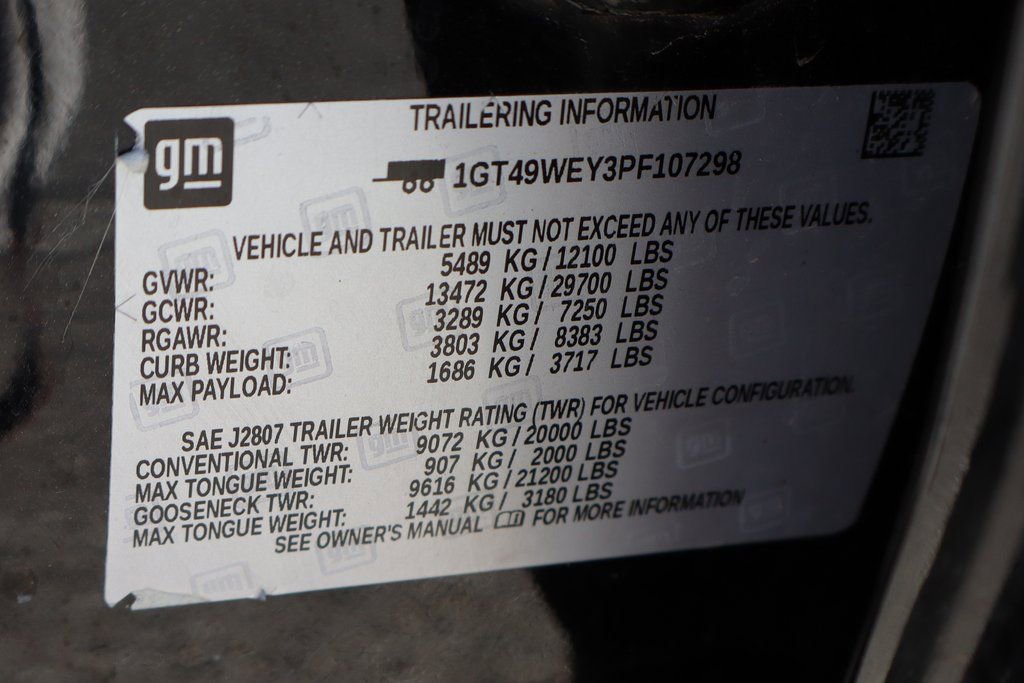 gm
TRAILERING INFORMATION
1GT49WEY3PF107298
VEHICLE AND TRAILER MUST NOT EXCEED ANY OF THESE VALUES.
GVWR: 5489 KG / 12100 LBS
GCWR: 13472 KG / 29700 LBS
RGAWR: 3289 KG / 7250 LBS
CURB WEIGHT: 3803 KG / 8383 LBS
MAX PAYLOAD: 1686 KG / 3717 LBS
SAE J2807 TRAILER WEIGHT RATING (TWR) FOR VEHICLE CONFIGURATION.
CONVENTIONAL TWR: 9072 KG / 20000 LBS
MAX TONGUE WEIGHT: 907 KG / 2000 LBS
GOOSENECK TWR: 9616 KG / 21200 LBS
MAX TONGUE WEIGHT: 1442 KG / 3180 LBS
SEE OWNER'S MANUAL FOR MORE INFORMATION